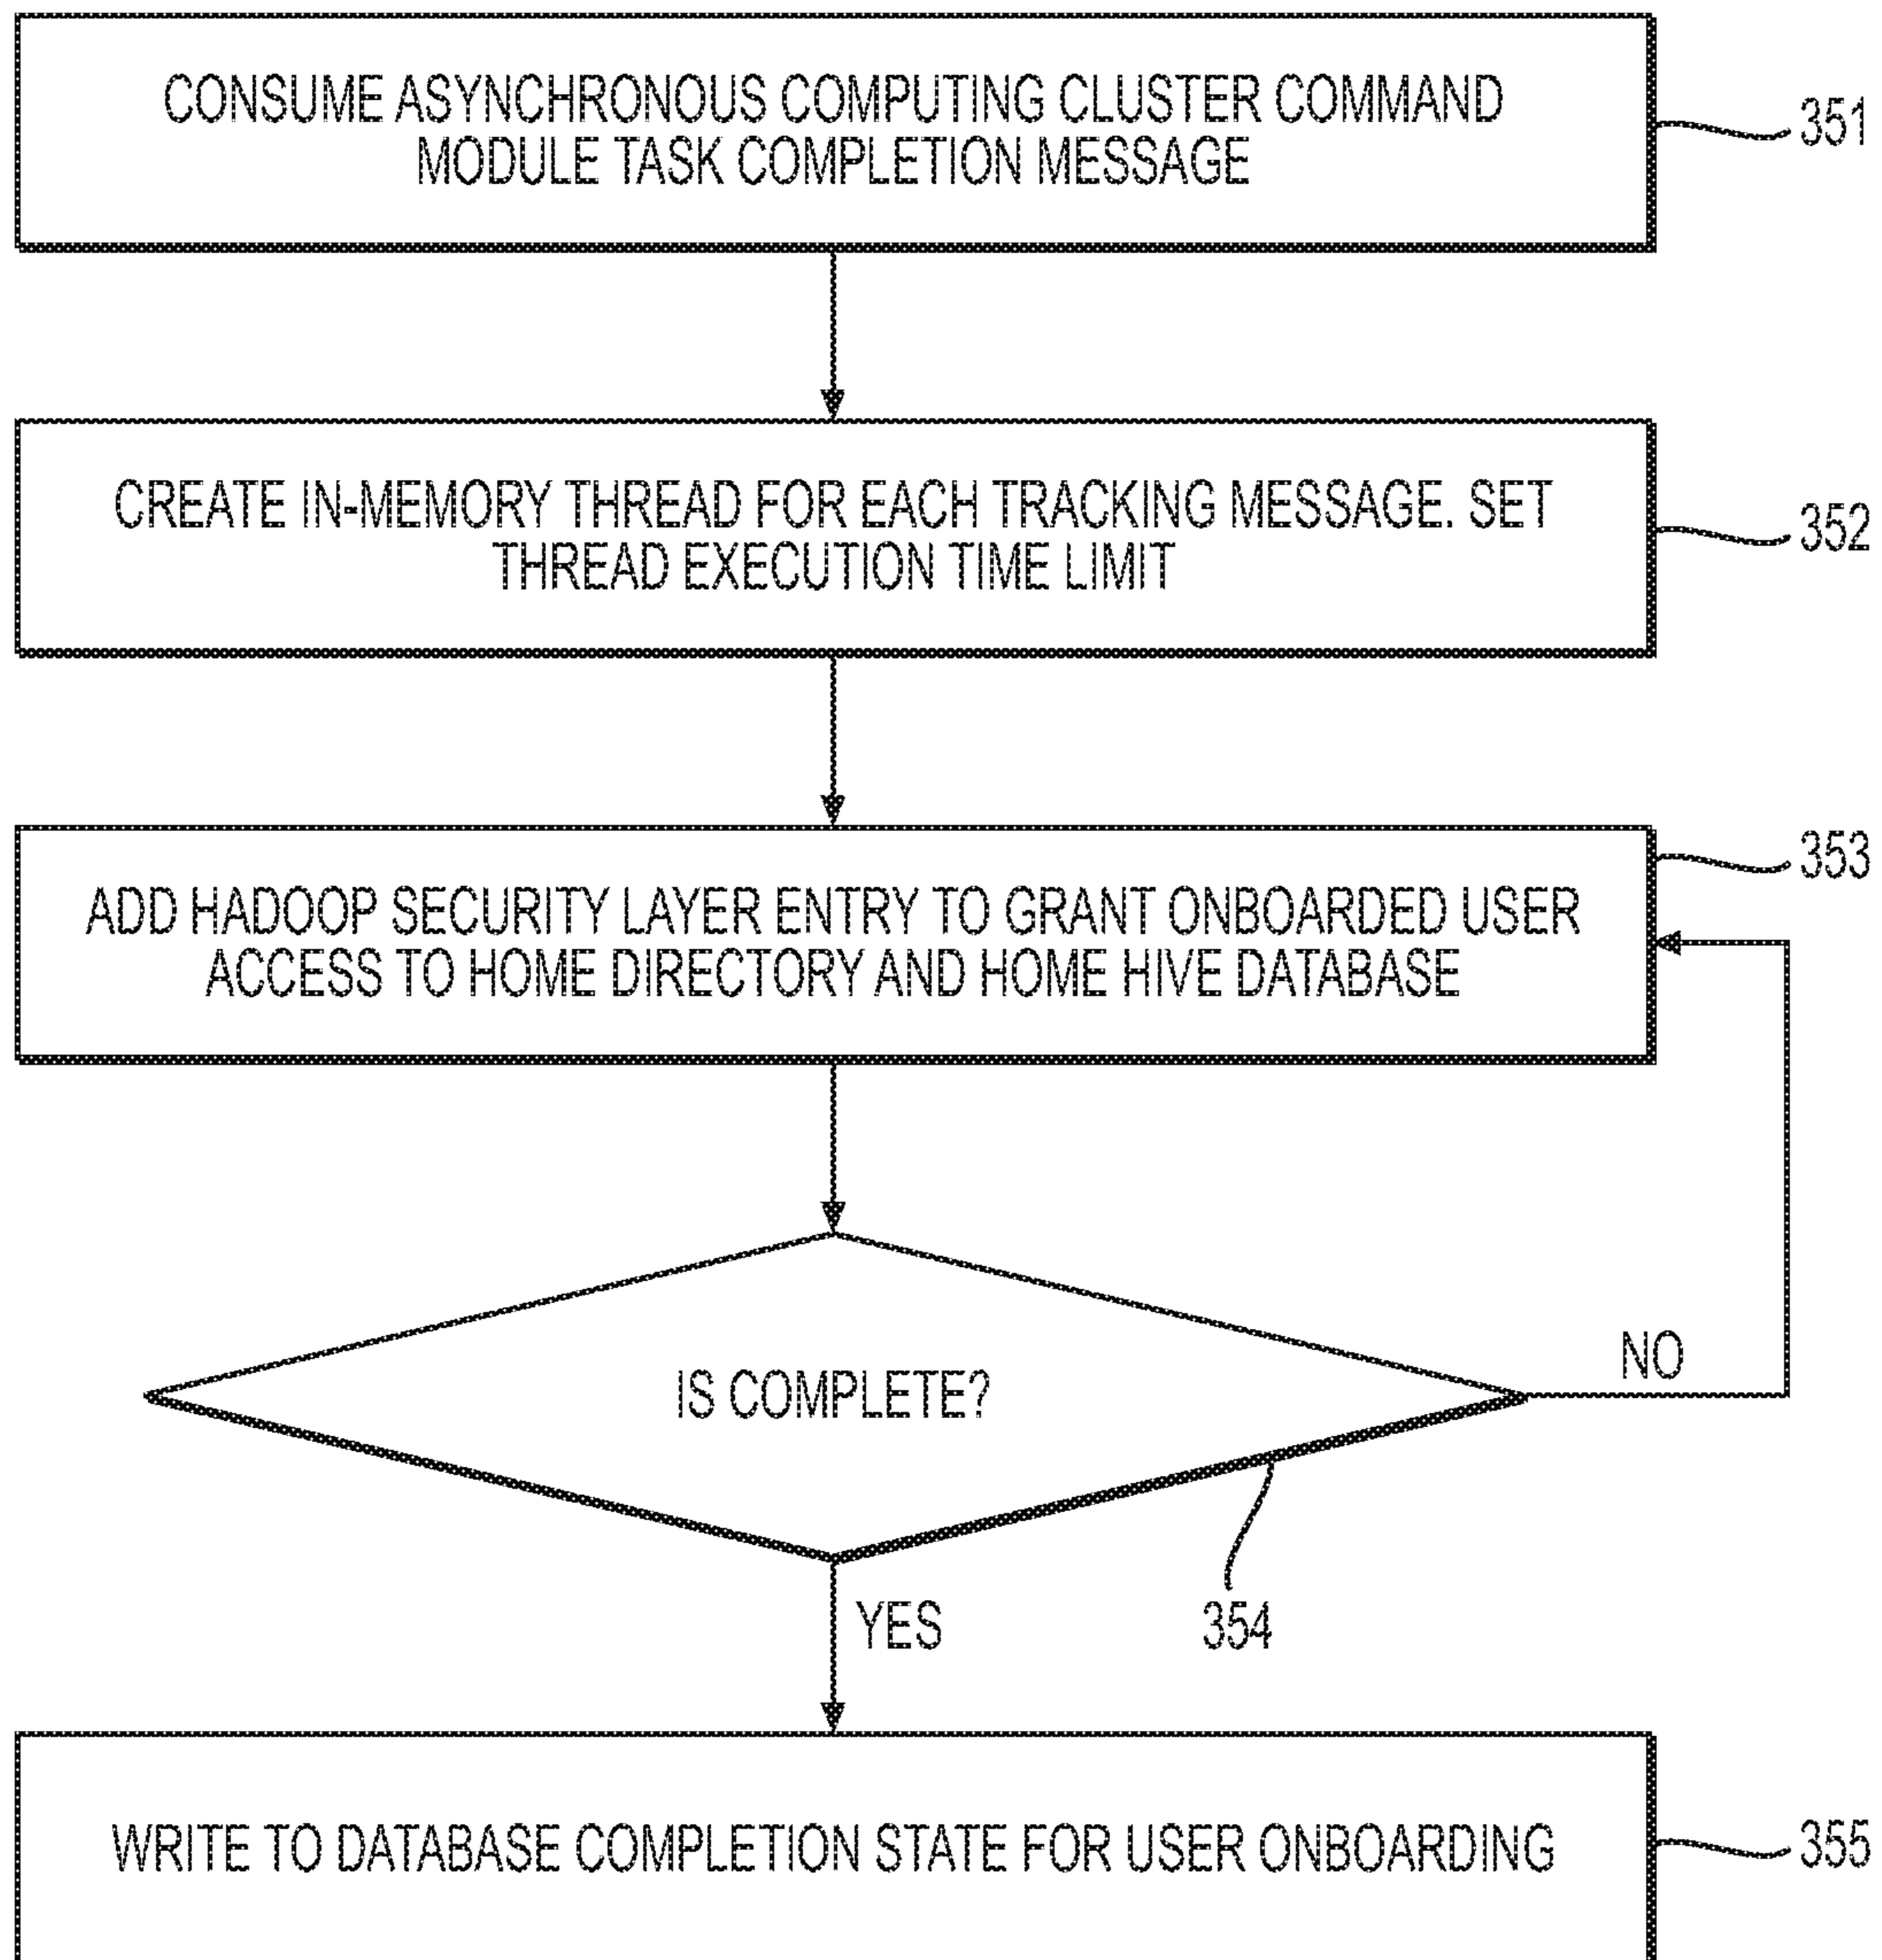 CONSUME ASYNCHRONOUS COMPUTING CLUSTER COMMAND
MODULE TASK COMPLETION MESSAGE
351
CREATE IN-MEMORY THREAD FOR EACH TRACKING MESSAGE. SET
THREAD EXECUTION TIME LIMIT
352
353
ADD HADOOP SECURITY LAYER ENTRY TO GRANT ONBOARDED USER
ACCESS TO HOME DIRECTORY AND HOME HIVE DATABASE
NO
IS COMPLETE?
YES
354
WRITE TO DATABASE COMPLETION STATE FOR USER ONBOARDING
355